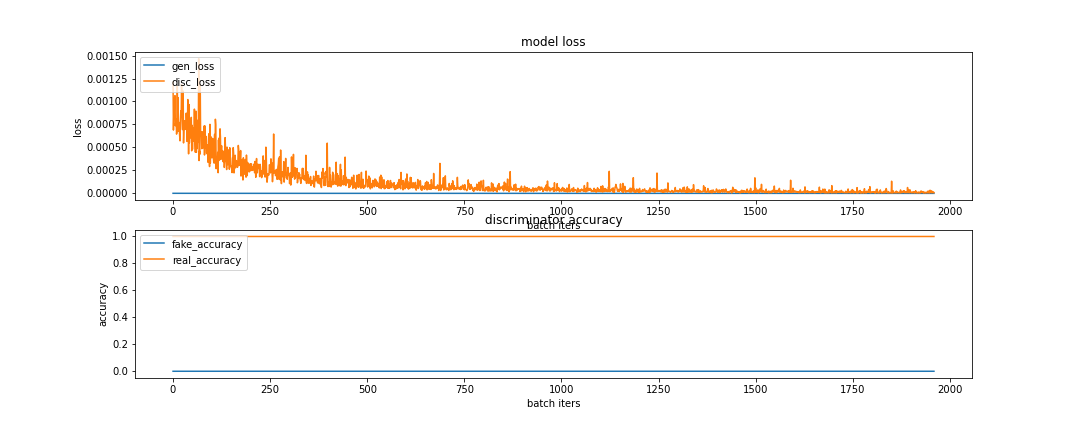 model loss
0.00150
0.00125
0.00100
0.00075
0.00050
0.00025
0.00000
loss
gen_loss
disc_loss
0 250 500 750 1000 1250 1500 1750 2000
batch iters
discriminator accuracy
1.0
0.8
0.6
0.4
0.2
0.0
accuracy
fake_accuracy
real_accuracy
0 250 500 750 1000 1250 1500 1750 2000
batch iters